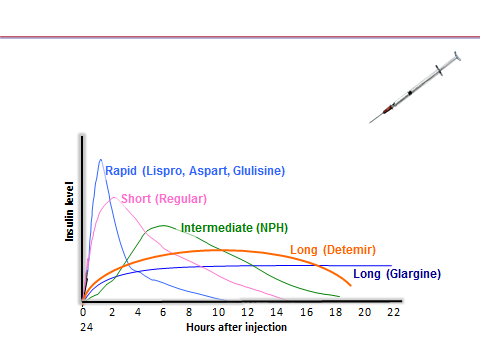 Rapid (Lispro, Aspart, Glulisine)
Short (Regular)
Intermediate (NPH)
Long (Detemir)
Long (Glargine)
Insulin level
0 2 4 6 8 10 12 14 16 18 20 22
24
Hours after injection